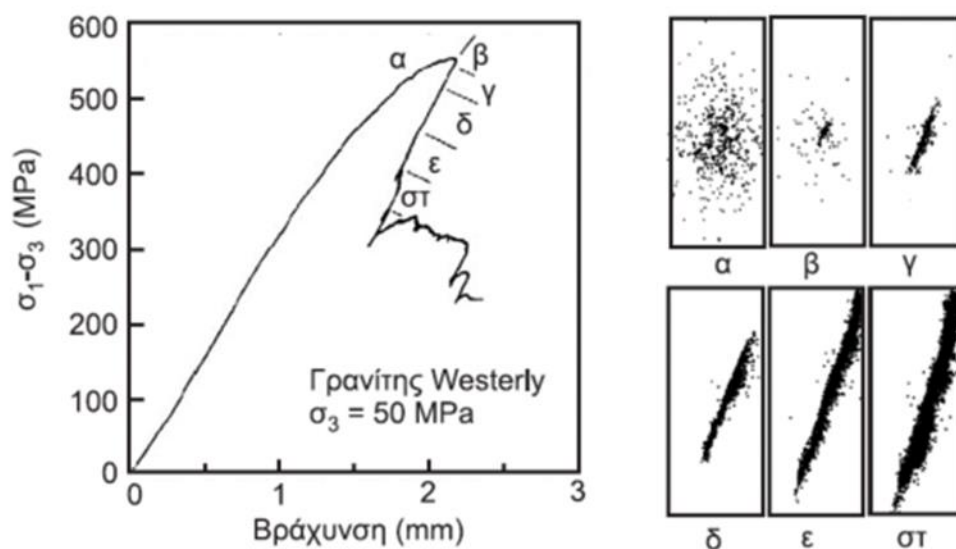 600
500
400
300
200
100
0
σ₁-σ₃ (MPa)
α
β
γ
δ
ε
στ
Γρανίτης Westerly
σ₃ = 50 MPa
0
1
2
3
Βράχυνση (mm)
α
β
γ
δ
ε
στ